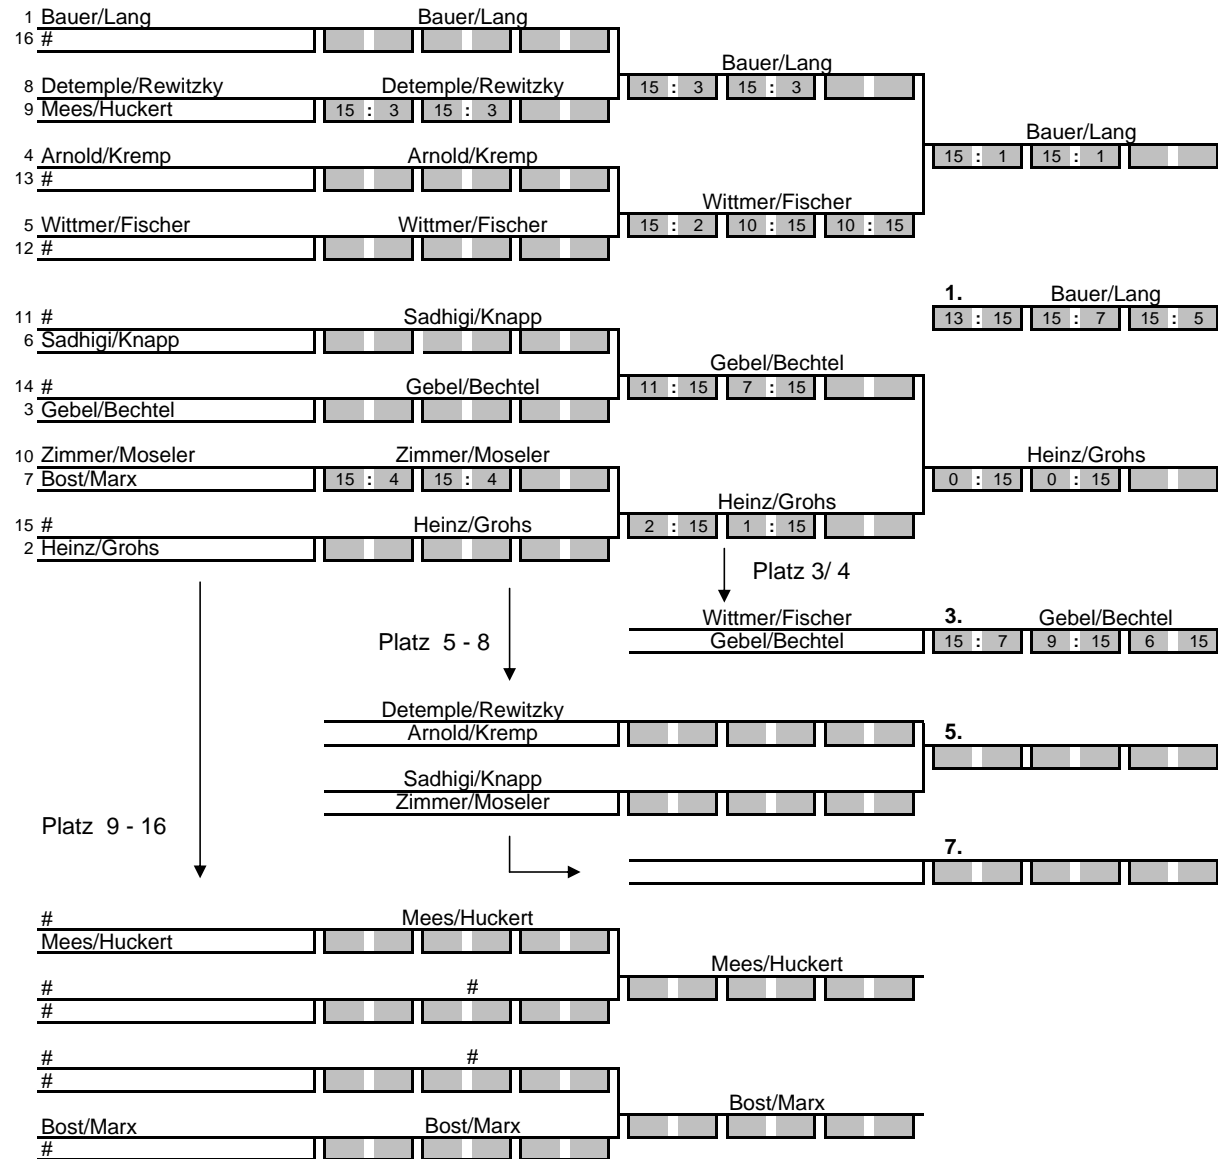 1 Bauer/Lang Bauer/Lang
16 #
Bauer/Lang
8 Detemple/Rewitzky Detemple/Rewitzky 15 : 3 15 : 3
9 Mees/Huckert 15 : 3 15 : 3
Bauer/Lang
4 Arnold/Kremp Arnold/Kremp 15 : 1 15 : 1
13 #
Wittmer/Fischer
5 Wittmer/Fischer Wittmer/Fischer 15 : 2 10 : 15 10 : 15
12 #
1. Bauer/Lang
11 # Sadhigi/Knapp 13 : 15 15 : 7 15 : 5
6 Sadhigi/Knapp
Gebel/Bechtel
14 # Gebel/Bechtel 11 : 15 7 : 15
3 Gebel/Bechtel
10 Zimmer/Moseler Zimmer/Moseler Heinz/Grohs
7 Bost/Marx 15 : 4 15 : 4 0 : 15 0 : 15
Heinz/Grohs
15 # Heinz/Grohs 2 : 15 1 : 15
2 Heinz/Grohs
Platz 3/ 4
Wittmer/Fischer 3. Gebel/Bechtel
Platz 5 - 8 Gebel/Bechtel 15 : 7 9 : 15 6 15
Detemple/Rewitzky
Arnold/Kremp 5.
Sadhigi/Knapp
Zimmer/Moseler
Platz 9 - 16
7.
# Mees/Huckert
Mees/Huckert
Mees/Huckert
# #
#
# #
#
Bost/Marx
Bost/Marx Bost/Marx
#